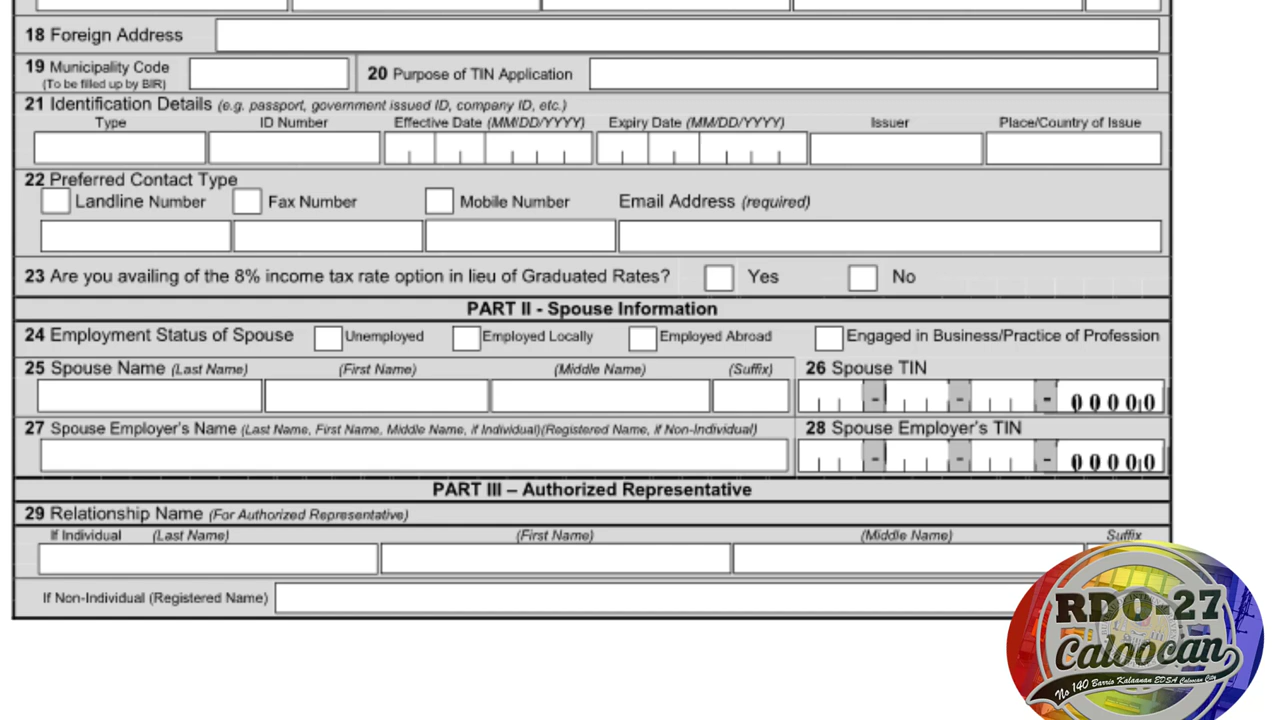 18 Foreign Address
19 Municipality Code
(To be filled up by BIR)
20 Purpose of TIN Application
21 Identification Details (e.g. passport, government issued ID, company ID, etc.)
Type ID Number Effective Date (MM/DD/YYYY) Expiry Date (MM/DD/YYYY) Issuer Place/Country of Issue
22 Preferred Contact Type
Landline Number Fax Number Mobile Number Email Address (required)
23 Are you availing of the 8% income tax rate option in lieu of Graduated Rates? Yes No
PART II - Spouse Information
24 Employment Status of Spouse Unemployed Employed Locally Employed Abroad Engaged in Business/Practice of Profession
25 Spouse Name (Last Name) (First Name) (Middle Name) (Suffix) 26 Spouse TIN
- - - 0 0 0 0 0
27 Spouse Employer's Name (Last Name, First Name, Middle Name, if Individual)(Registered Name, if Non-Individual) 28 Spouse Employer's TIN
- - - 0 0 0 0 0
PART III – Authorized Representative
29 Relationship Name (For Authorized Representative)
If Individual (Last Name) (First Name) (Middle Name) Suffix
If Non-Individual (Registered Name)
RDO-27
Caloocan
No 140 Barrio Kalaanan EDSA Caloocan City